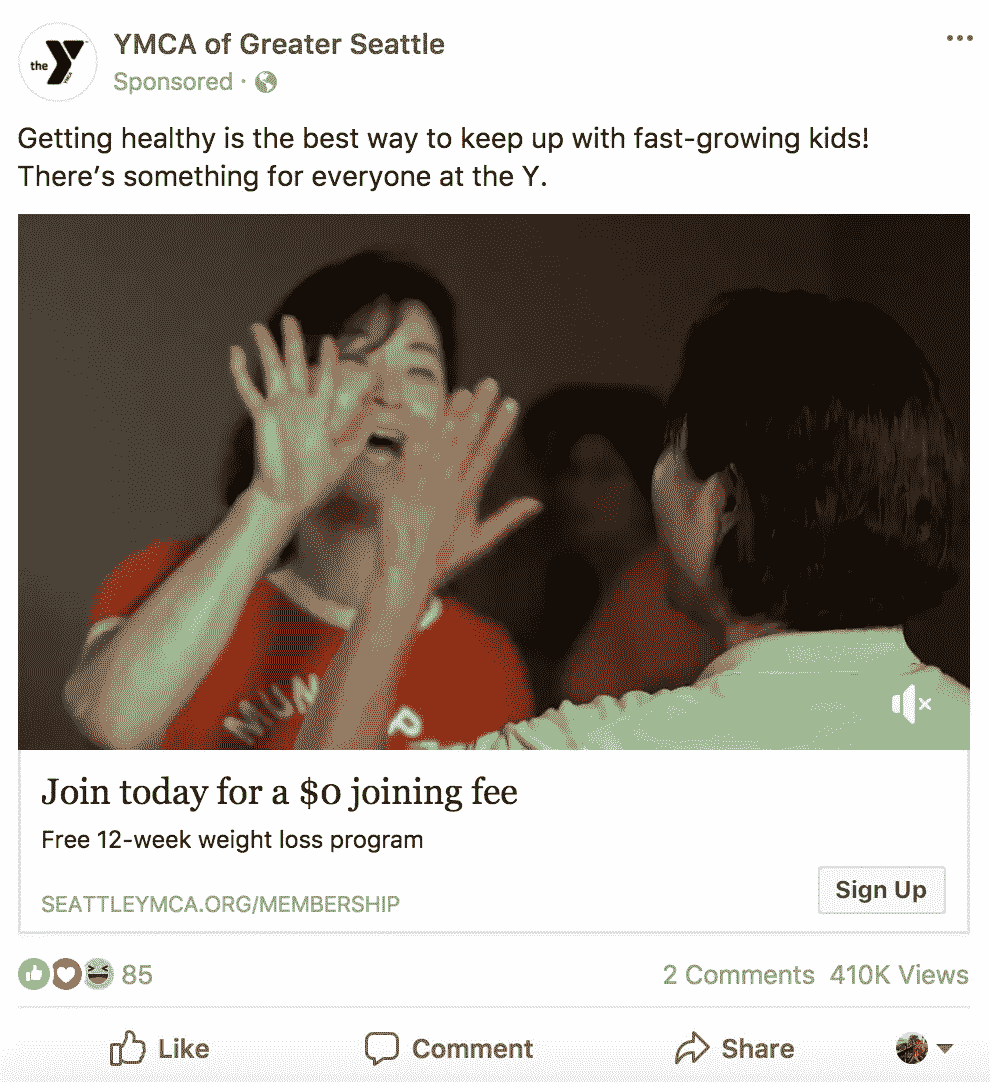 the
YMCA of Greater Seattle
Sponsored ·
Getting healthy is the best way to keep up with fast-growing kids!
There’s something for everyone at the Y.
MUN
P
Join today for a $0 joining fee
Free 12-week weight loss program
SEATTLEYMCA.ORG/MEMBERSHIP
Sign Up
85
2 Comments 410K Views
Like
Comment
Share